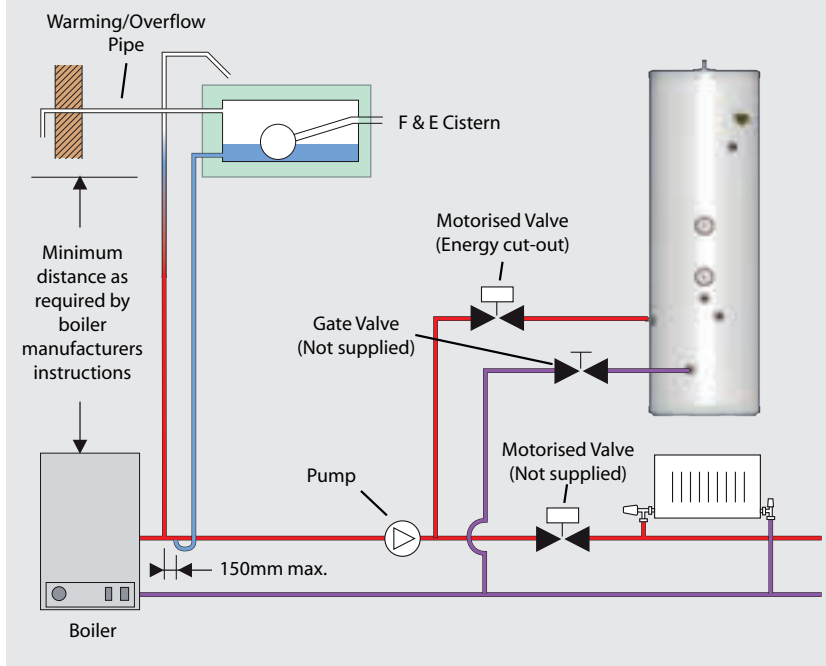 Warming/Overflow
Pipe
F & E Cistern
Motorised Valve
(Energy cut-out)
Minimum
distance as
required by
boiler
manufacturers
instructions
Gate Valve
(Not supplied)
Motorised Valve
(Not supplied)
Pump
150mm max.
Boiler